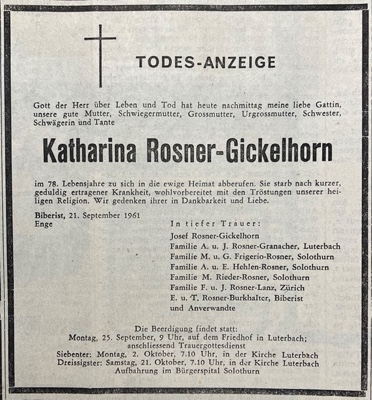 TODES-ANZEIGE
Gott der Herr über Leben und Tod hat heute nachmittag meine liebe Gattin,
unsere gute Mutter, Schwiegermutter, Grossmutter, Urgrossmutter, Schwester,
Schwägerin und Tante
Katharina Rosner-Gickelhorn
im 78. Lebensjahre zu sich in die ewige Heimat abberufen. Sie starb nach kurzer,
geduldig ertragener Krankheit, wohlvorbereitet mit den Tröstungen unserer hei-
ligen Religion. Wir gedenken ihrer in Dankbarkeit und Liebe.
Biberist, 21. September 1961
Enge
In tiefer Trauer:
Josef Rosner-Gickelhorn
Familie A. u. J. Rosner-Granacher, Luterbach
Familie M. u. G. Frigerio-Rosner, Solothurn
Familie A. u. E. Hehlen-Rosner, Solothurn
Familie M. Rieder-Rosner, Solothurn
Familie F. u. J. Rosner-Lanz, Zürich
E. u. T. Rosner-Burkhalter, Biberist
und Anverwandte
Die Beerdigung findet statt:
Montag, 25. September, 9 Uhr, auf dem Friedhof in Luterbach;
anschliessend Trauergottesdienst
Siebenter: Montag, 2. Oktober, 7.10 Uhr, in der Kirche Luterbach
Dreissigster: Samstag, 21. Oktober, 7.10 Uhr, in der Kirche Luterbach
Aufbahrung im Bürgerspital Solothurn